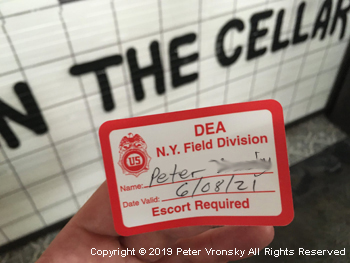 N THE CELLAR
DEA
N.Y. Field Division
US
Name: Peter
Date Valid: 6/08/21
Escort Required
Copyright © 2019 Peter Vronsky All Rights Reserved